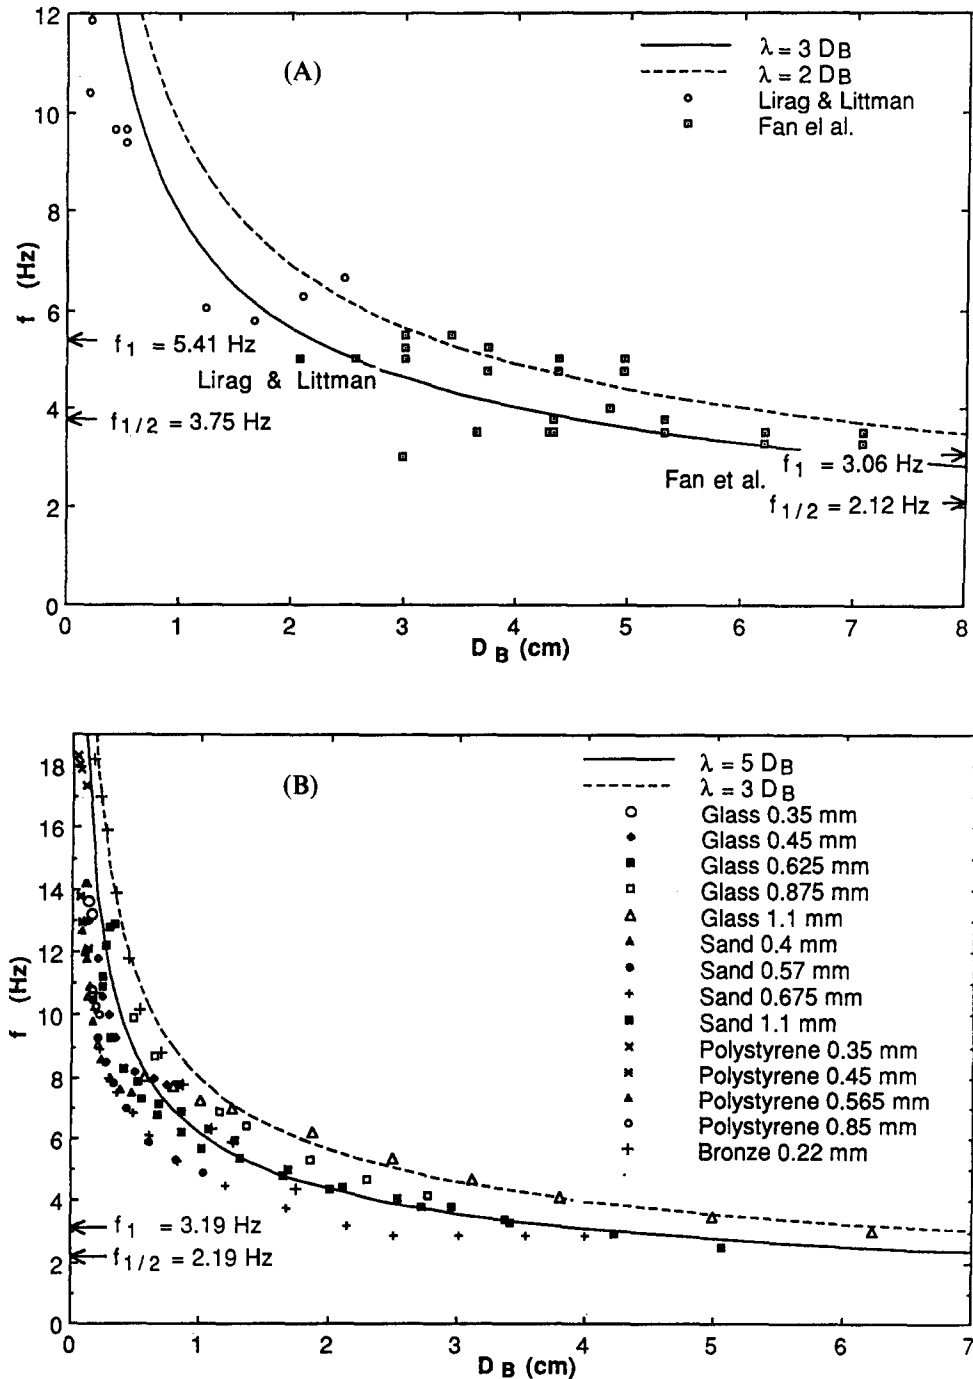 12
10
8
6
4
2
0
f (Hz)
(A)
λ = 3 DB
λ = 2 DB
Lirag & Littman
Fan el al.
f1 = 5.41 Hz
Lirag & Littman
f1/2 = 3.75 Hz
f1 = 3.06 Hz
Fan et al.
f1/2 = 2.12 Hz
0 1 2 3 4 5 6 7 8
DB (cm)
18
16
14
12
10
8
6
4
2
0
f (Hz)
(B)
λ = 5 DB
λ = 3 DB
Glass 0.35 mm
Glass 0.45 mm
Glass 0.625 mm
Glass 0.875 mm
Glass 1.1 mm
Sand 0.4 mm
Sand 0.57 mm
Sand 0.675 mm
Sand 1.1 mm
Polystyrene 0.35 mm
Polystyrene 0.45 mm
Polystyrene 0.565 mm
Polystyrene 0.85 mm
Bronze 0.22 mm
f1 = 3.19 Hz
f1/2 = 2.19 Hz
0 1 2 3 4 5 6 7
DB (cm)